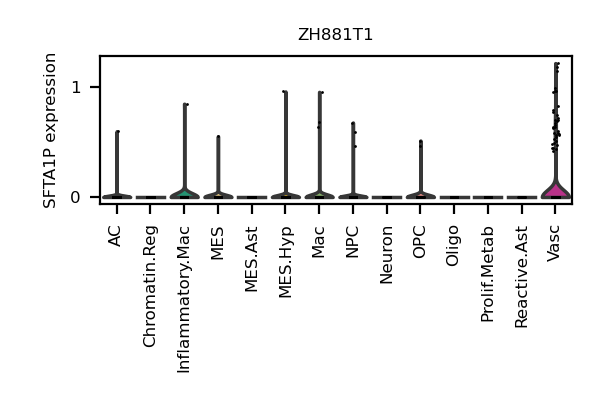 ZH881T1
SFTA1P expression
1
0
AC
Chromatin.Reg
Inflammatory.Mac
MES
MES.Ast
MES.Hyp
Mac
NPC
Neuron
OPC
Oligo
Prolif.Metab
Reactive.Ast
Vasc